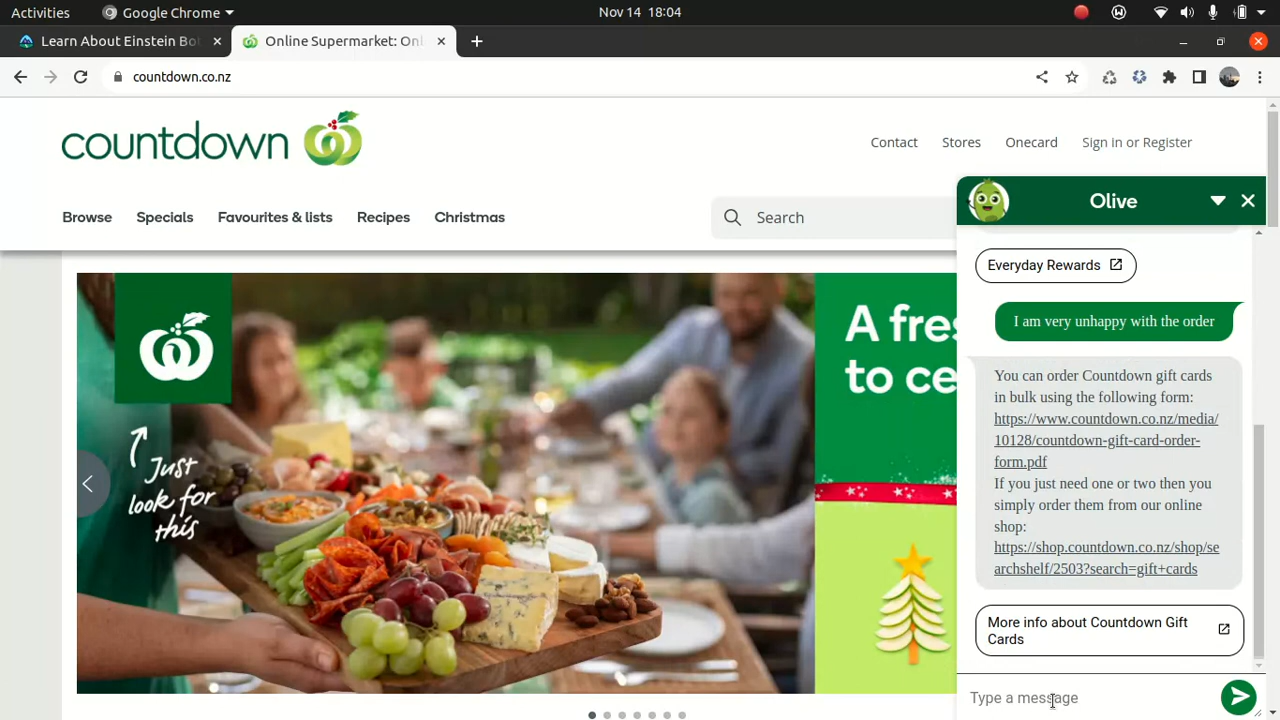 Activities
Google Chrome
Nov 14 18:04
Learn About Einstein Bo
Online Supermarket: Onl
countdown.co.nz
countdown
Contact
Stores
Onecard
Sign in or Register
Browse
Specials
Favourites & lists
Recipes
Christmas
Search
Just
look for
this
A fres
to ce
Olive
Everyday Rewards
I am very unhappy with the order
You can order Countdown gift cards
in bulk using the following form:
https://www.countdown.co.nz/media/
10128/countdown-gift-card-order-
form.pdf
If you just need one or two then you
simply order them from our online
shop:
https://shop.countdown.co.nz/shop/se
archshelf/2503?search=gift+cards
More info about Countdown Gift
Cards
Type a message